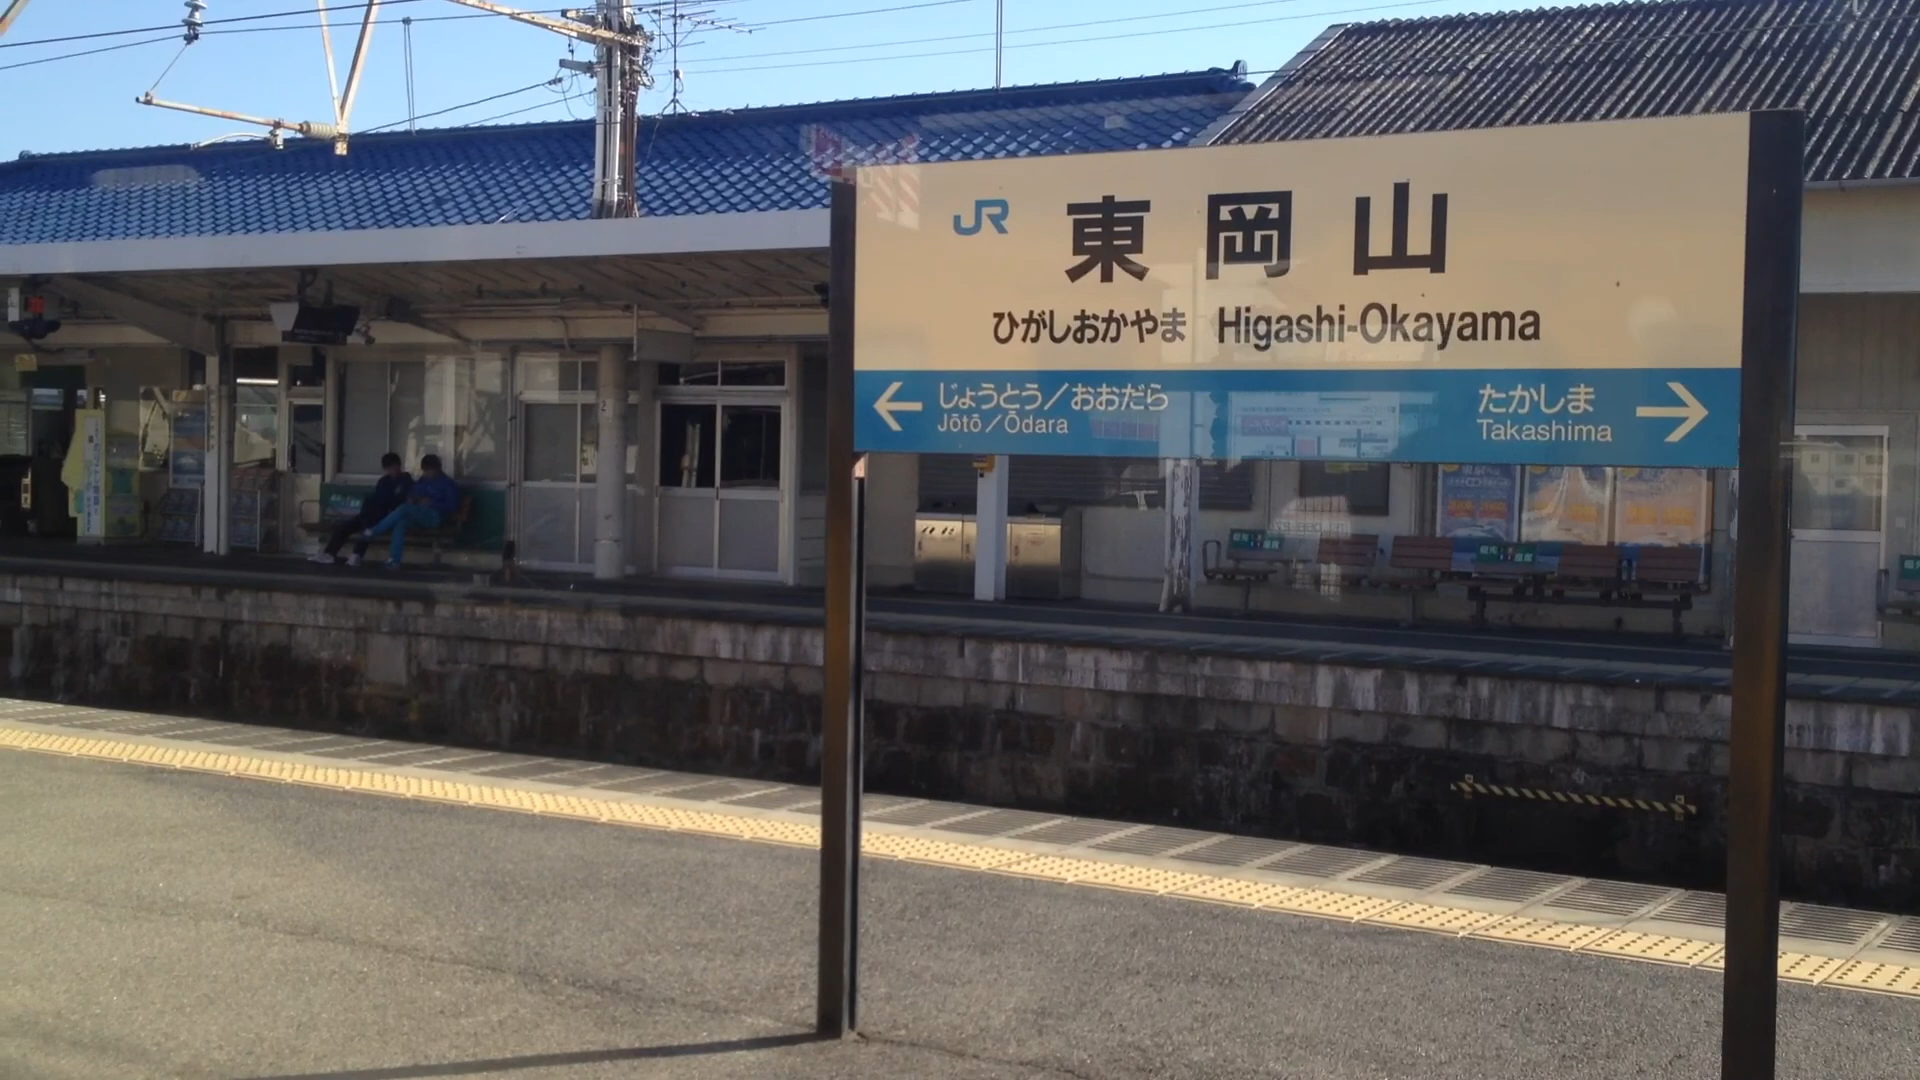 JR 東岡山
ひがしおかやま Higashi-Okayama
← じょうとう／おおだら
Jōtō／Ōdara
たかしま →
Takashima
2